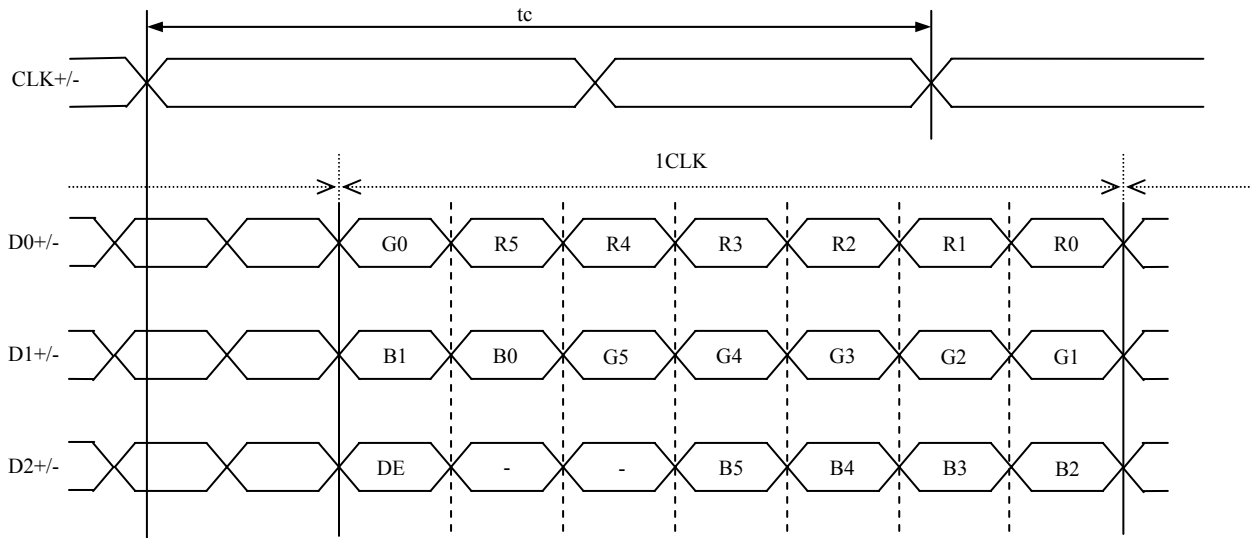 tc
CLK+/-
1CLK
D0+/- G0 R5 R4 R3 R2 R1 R0
D1+/- B1 B0 G5 G4 G3 G2 G1
D2+/- DE - - B5 B4 B3 B2